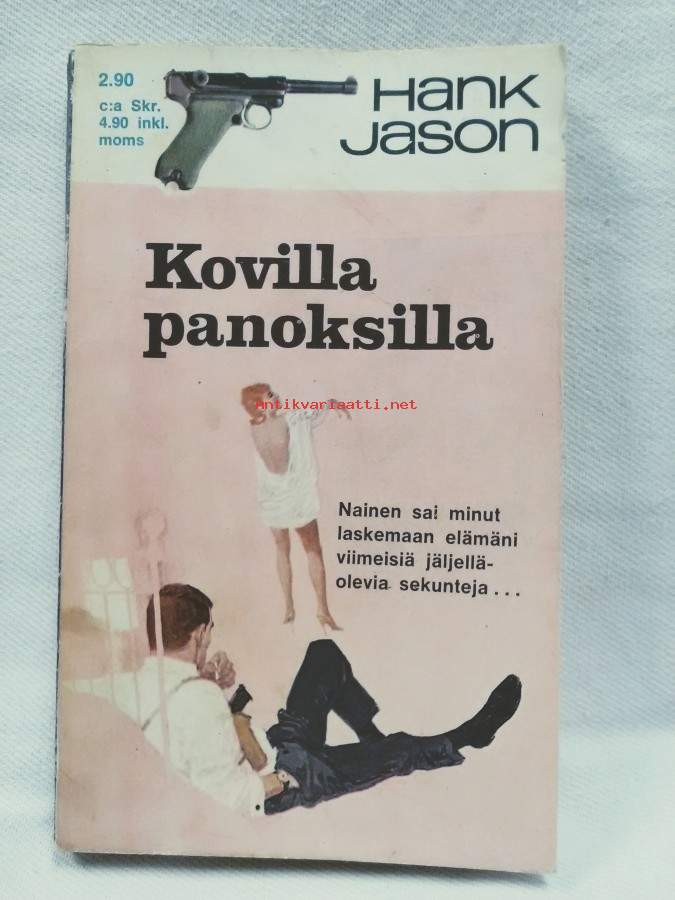 2.90
c:a Skr.
4.90 inkl.
moms
Hank
Jason
Kovilla
panoksilla
Antikvariaatti.net
Nainen sai minut
laskemaan elämäni
viimeisiä jäljellä-
olevia sekunteja...